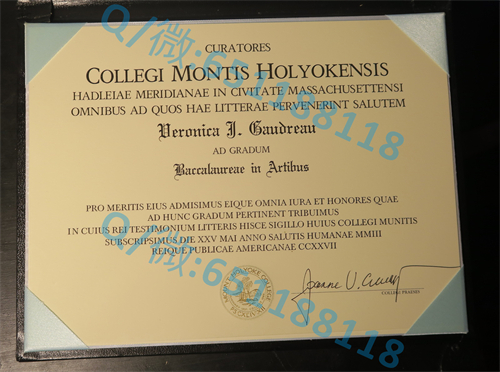 CURATORES
COLLEGI MONTIS HOLYOKENSIS
HADLEIAE MERIDIANAE IN CIVITATE MASSACHUSETTENSI
OMNIBUS AD QUOS HAE LITTERAE PERVENERINT SALUTEM
Veronica J. Gaudreau
AD GRADUM
Baccalaureae in Artibus
PRO MERITIS EIUS ADMISIMUS EIQUE OMNIA IURA ET HONORES QUAE
AD HUNC GRADUM PERTINENT TRIBUIMUS
IN CUIUS REI TESTIMONIUM LITTERIS HISCE SIGILLO HUIUS COLLEGI MUNITIS
SUBSCRIPSIMUS DIE XXV MAI ANNO SALUTIS HUMANAE MMIII
REIQUE PUBLICAE AMERICANAE CCXXVII
COLLEGII PRAESES
Q/微:651188118
Q/微:651188118